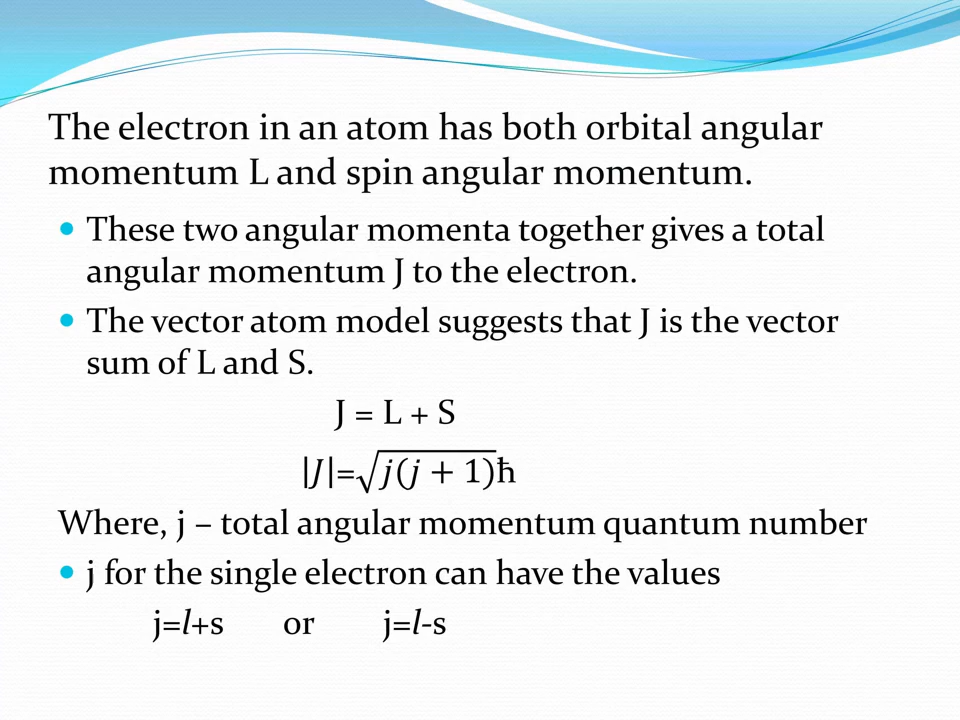 The electron in an atom has both orbital angular
momentum L and spin angular momentum.
• These two angular momenta together gives a total
angular momentum J to the electron.
• The vector atom model suggests that J is the vector
sum of L and S.
J = L + S
|J|=√j(j + 1)ħ
Where, j – total angular momentum quantum number
• j for the single electron can have the values
j=l+s or j=l-s